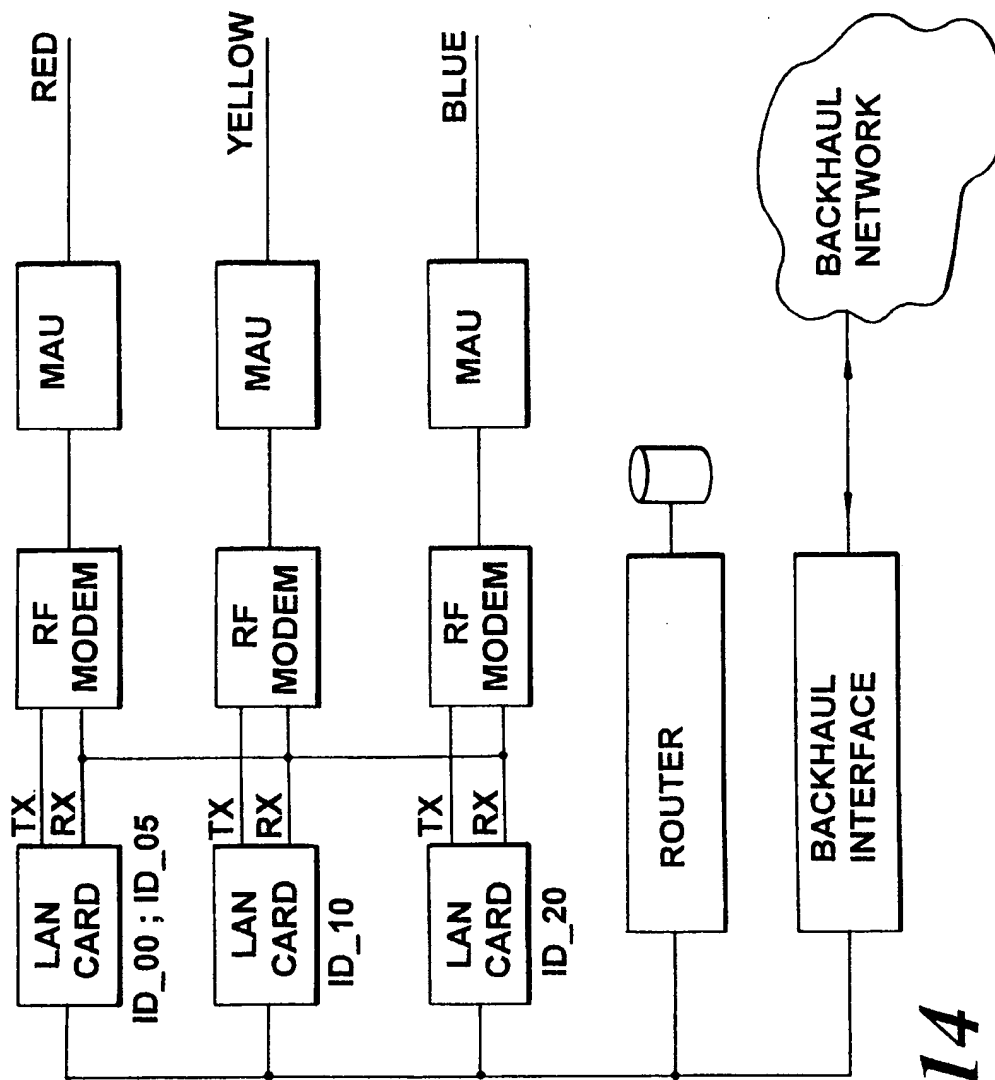 RED
YELLOW
BLUE
MAU
MAU
MAU
RF
MODEM
RF
MODEM
RF
MODEM
TX
RX
TX
RX
TX
RX
LAN
CARD
ID_00 ; ID_05
LAN
CARD
ID_10
LAN
CARD
ID_20
ROUTER
BACKHAUL
INTERFACE
BACKHAUL
NETWORK
14